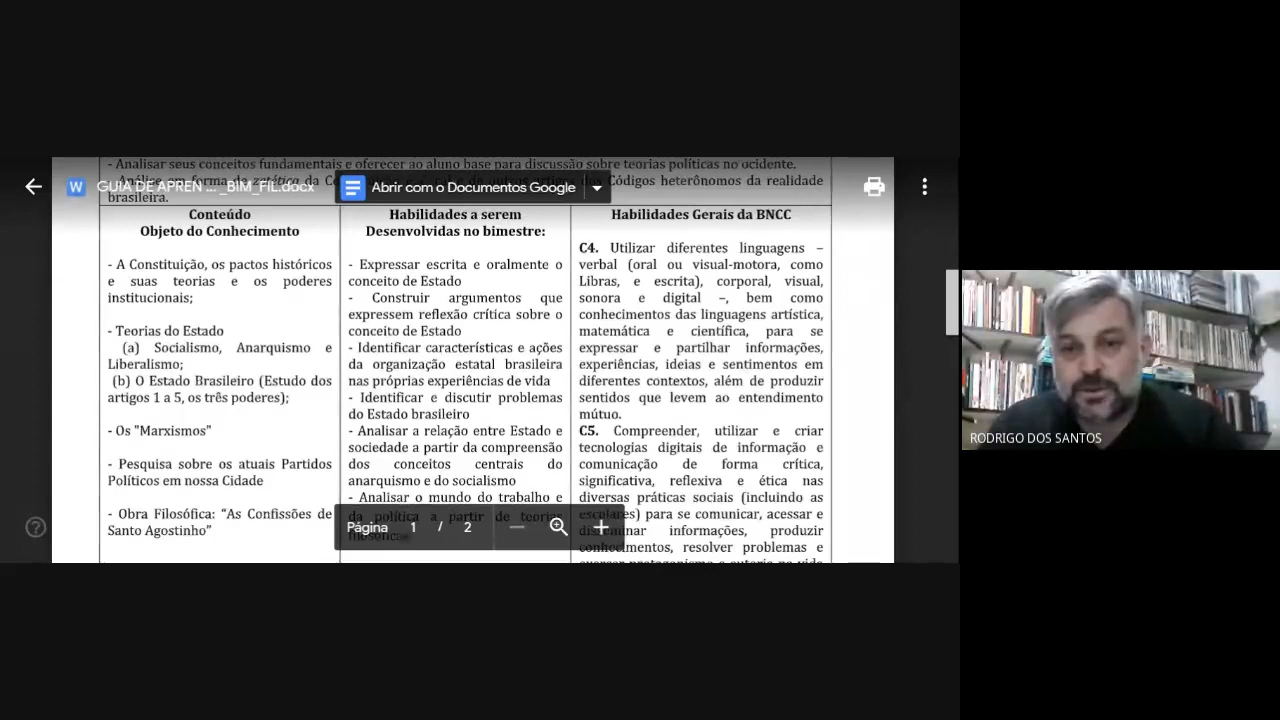 - Analisar seus conceitos fundamentais e oferecer ao aluno base para discussão sobre teorias políticas no ocidente.
Códigos heterônomos da realidade
brasileira.
GUIA DE APREN ... _BIM_FIL.docx
Abrir com o Documentos Google
Conteúdo
Objeto do Conhecimento
- A Constituição, os pactos históricos
e suas teorias e os poderes
institucionais;
- Teorias do Estado
(a) Socialismo, Anarquismo e
Liberalismo;
(b) O Estado Brasileiro (Estudo dos
artigos 1 a 5, os três poderes);
- Os "Marxismos"
- Pesquisa sobre os atuais Partidos
Políticos em nossa Cidade
- Obra Filosófica: “As Confissões de
Santo Agostinho”
Habilidades a serem
Desenvolvidas no bimestre:
- Expressar escrita e oralmente o
conceito de Estado
- Construir argumentos que
expressem reflexão crítica sobre o
conceito de Estado
- Identificar características e ações
da organização estatal brasileira
nas próprias experiências de vida
- Identificar e discutir problemas
do Estado brasileiro
- Analisar a relação entre Estado e
sociedade a partir da compreensão
dos conceitos centrais do
anarquismo e do socialismo
- Analisar o mundo do trabalho e
da política a partir de teorias
Habilidades Gerais da BNCC
C4. Utilizar diferentes linguagens –
verbal (oral ou visual-motora, como
Libras, e escrita), corporal, visual,
sonora e digital –, bem como
conhecimentos das linguagens artística,
matemática e científica, para se
expressar e partilhar informações,
experiências, ideias e sentimentos em
diferentes contextos, além de produzir
sentidos que levem ao entendimento
mútuo.
C5. Compreender, utilizar e criar
tecnologias digitais de informação e
comunicação de forma crítica,
significativa, reflexiva e ética nas
diversas práticas sociais (incluindo as
escolares) para se comunicar, acessar e
disseminar informações, produzir
conhecimentos, resolver problemas e
Página 1 / 2
RODRIGO DOS SANTOS